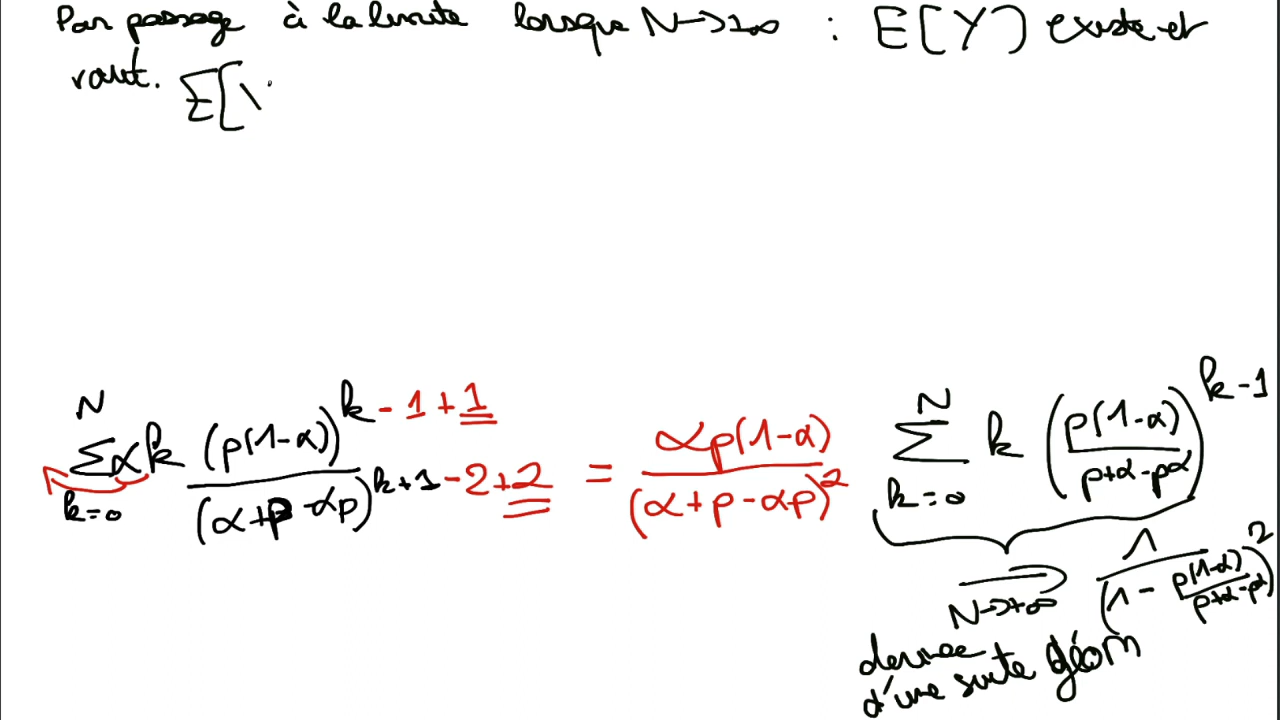 Par passage à la limite lorsque N→+∞ : E[Y] existe et
vaut. E[\
∑_{k=0}^{N} αk (p(1-α))^{k-1+1} / (α+p-αp)^{k+1-2+2} = αp(1-α) / (α+p-αp)² ∑_{k=0}^{N} k (p(1-α) / (p+α-pα))^{k-1}
→_{N→+∞} 1 / (1 - p(1-α) / (p+α-pα))²
dérivée
d'une suite géom